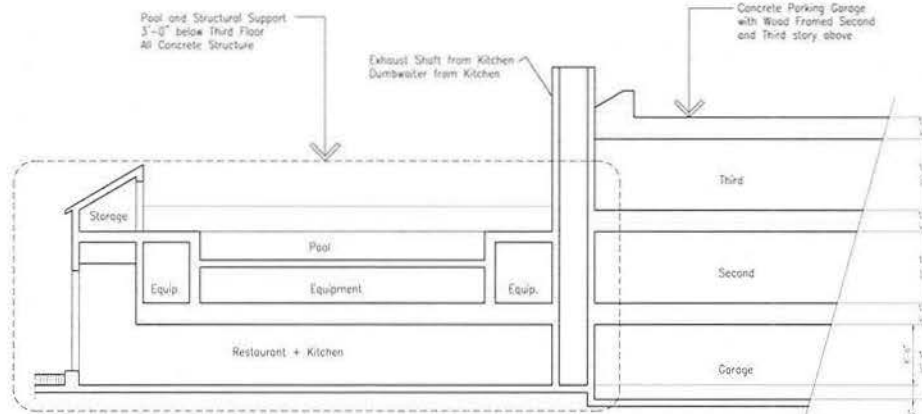 Pool and Structural Support
3'-0" below Third Floor
All Concrete Structure
Concrete Parking Garage
with Wood Framed Second
and Third story above
Exhaust Shaft from Kitchen
Dumbwaiter from Kitchen
Third
Storage
Pool
Second
Equip.
Equipment
Equip.
Restaurant + Kitchen
Garage